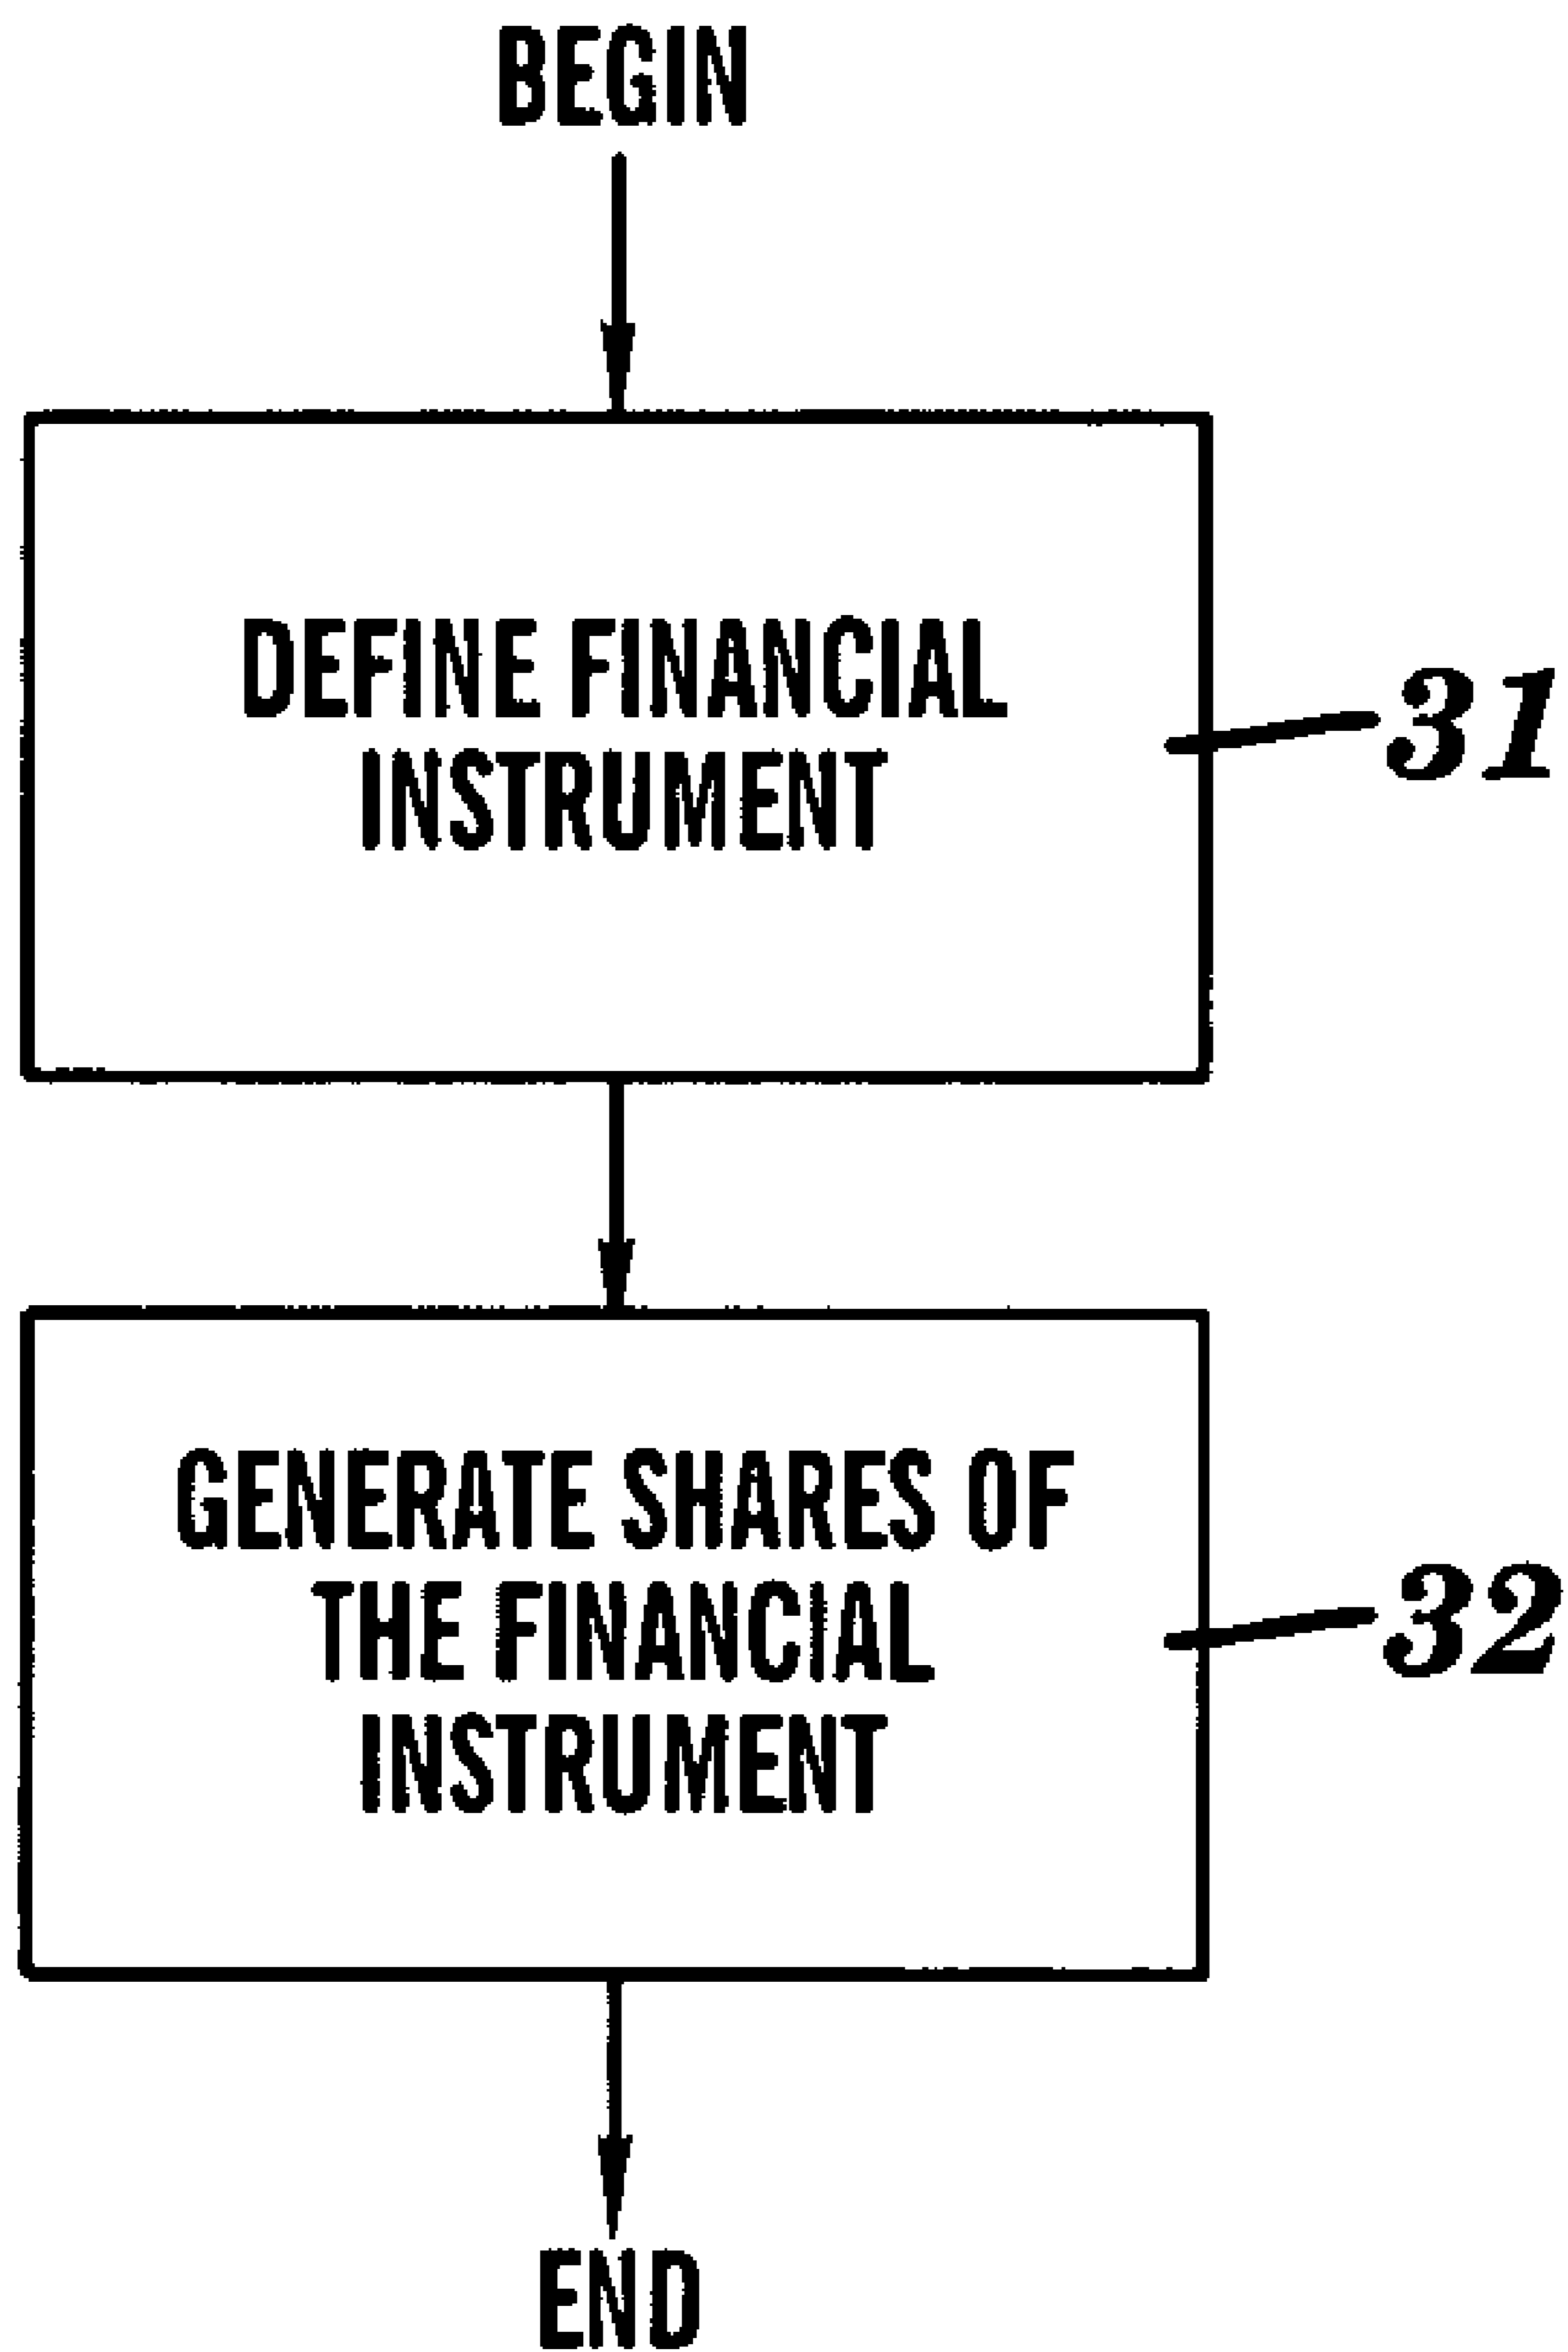 BEGIN
DEFINE FINANCIAL
INSTRUMENT
31
GENERATE SHARES OF
THE FINANCIAL
INSTRUMENT
32
END